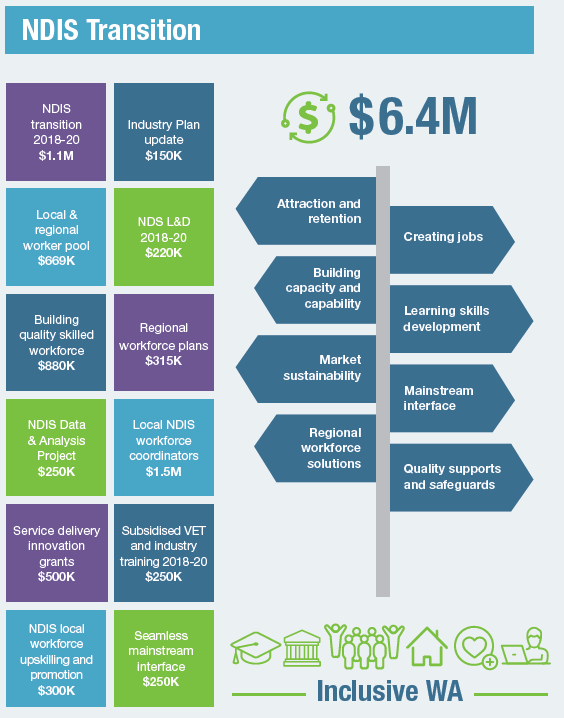 NDIS Transition
NDIS
transition
2018-20
$1.1M
Industry Plan
update
$150K
Local &
regional
worker pool
$669K
NDS L&D
2018-20
$220K
Building
quality skilled
workforce
$880K
Regional
workforce plans
$315K
NDIS Data
& Analysis
Project
$250K
Local NDIS
workforce
coordinators
$1.5M
Service delivery
innovation
grants
$500K
Subsidised VET
and industry
training 2018-20
$250K
NDIS local
workforce
upskilling and
promotion
$300K
Seamless
mainstream
interface
$250K
$
$6.4M
Attraction and
retention
Creating jobs
Building
capacity and
capability
Learning skills
development
Market
sustainability
Mainstream
interface
Regional
workforce
solutions
Quality supports
and safeguards
Inclusive WA